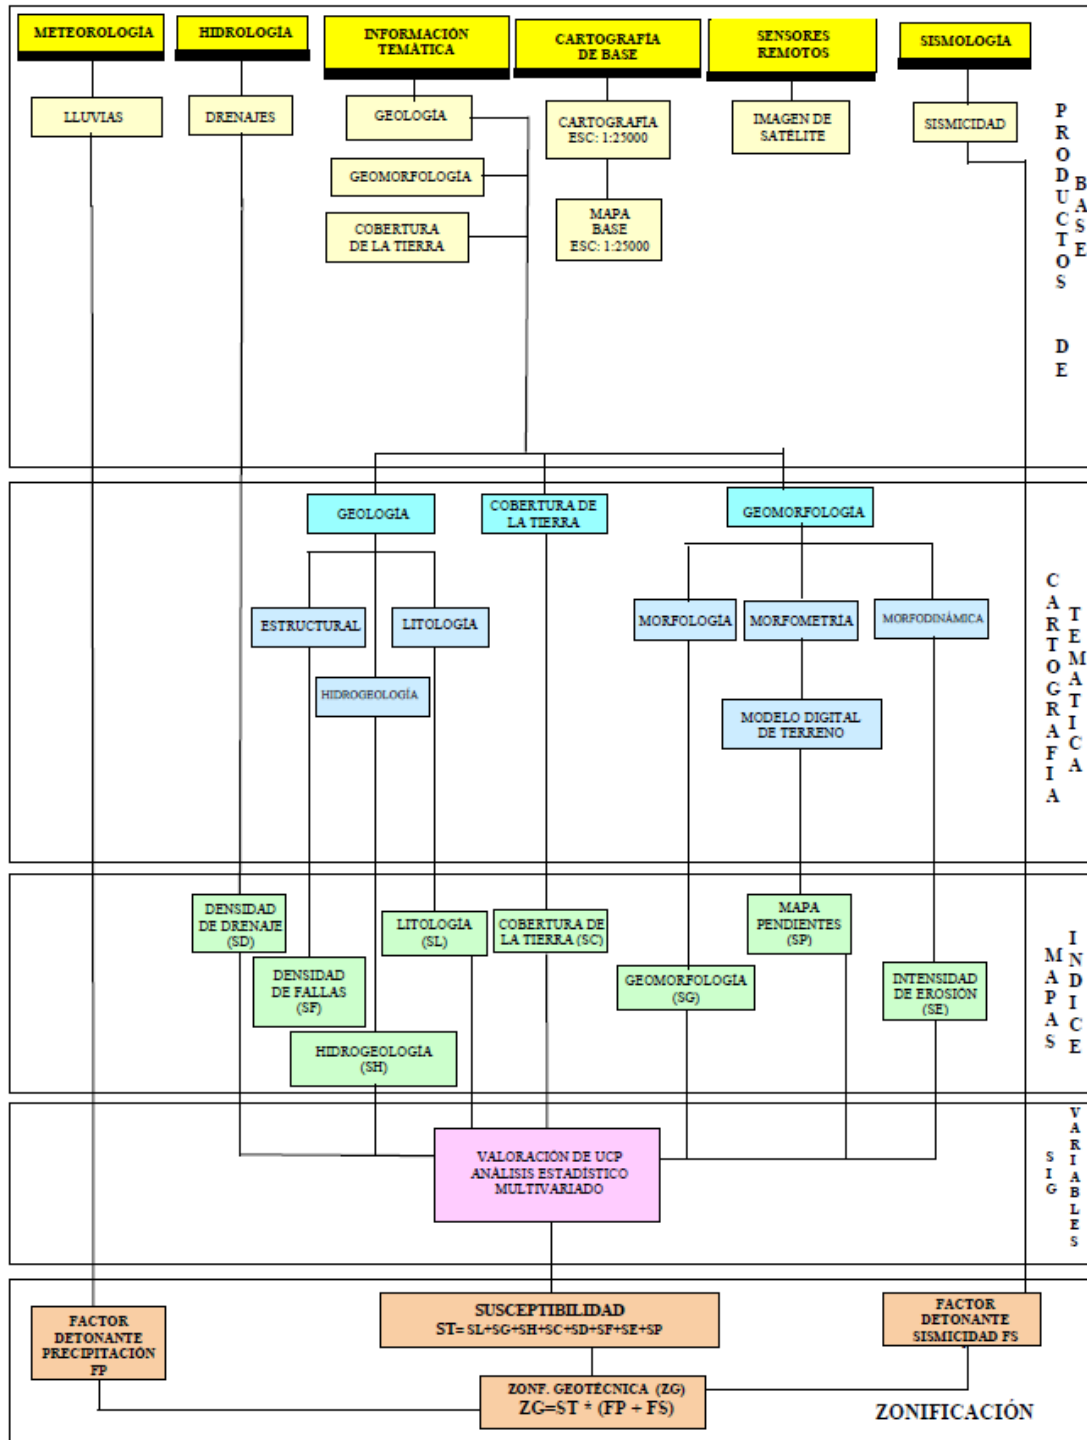 METEOROLOGÍA
HIDROLOGÍA
INFORMACIÓN
TEMÁTICA
CARTOGRAFÍA
DE BASE
SENSORES
REMOTOS
SISMOLOGÍA
LLUVIAS
DRENAJES
GEOLOGÍA
CARTOGRAFÍA
ESC: 1:25000
IMAGEN DE
SATÉLITE
SISMICIDAD
GEOMORFOLOGÍA
COBERTURA
DE LA TIERRA
MAPA
BASE
ESC: 1:25000
PRODUCTOS DE
BASE
GEOLOGÍA
COBERTURA DE
LA TIERRA
GEOMORFOLOGÍA
ESTRUCTURAL
LITOLOGÍA
MORFOLOGÍA
MORFOMETRÍA
MORFODINÁMICA
HIDROGEOLOGÍA
MODELO DIGITAL
DE TERRENO
CARTOGRAFIA
TEMATICA
DENSIDAD
DE DRENAJE
(SD)
LITOLOGÍA
(SL)
COBERTURA DE
LA TIERRA (SC)
MAPA
PENDIENTES
(SP)
DENSIDAD
DE FALLAS
(SF)
GEOMORFOLOGÍA
(SG)
INTENSIDAD
DE EROSIÓN
(SE)
HIDROGEOLOGÍA
(SH)
MAPAS
INDICE
VALORACIÓN DE UCP
ANÁLISIS ESTADÍSTICO
MULTIVARIADO
SIG
VARIABLES
FACTOR
DETONANTE
PRECIPITACIÓN
FP
SUSCEPTIBILIDAD
ST= SL+SG+SH+SC+SD+SF+SE+SP
FACTOR
DETONANTE
SISMICIDAD FS
ZONF. GEOTÉCNICA (ZG)
ZG=ST * (FP + FS)
ZONIFICACIÓN